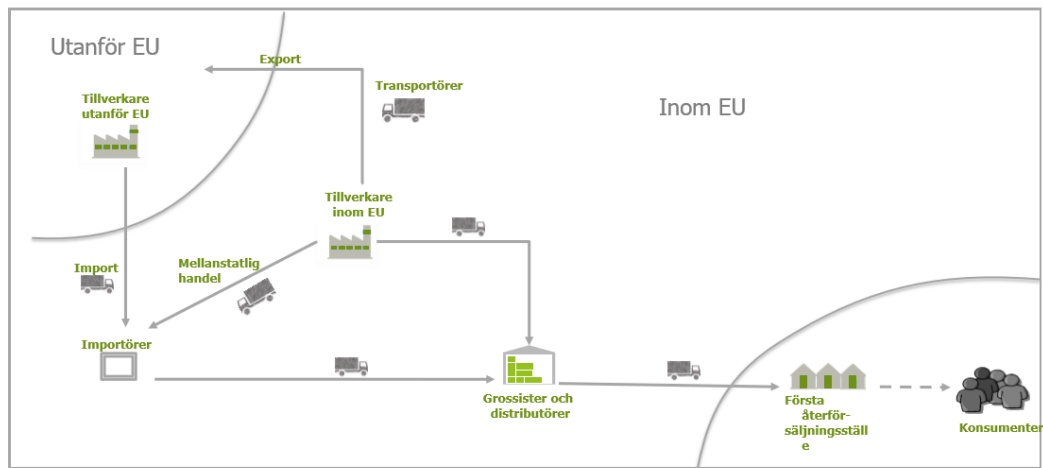 Utanför EU
Export
Transportörer
Tillverkare
utanför EU
Inom EU
Tillverkare
inom EU
Import
Mellanstatlig
handel
Importörer
Grossister och
distributörer
Första
återför-
säljningsställ
e
Konsumenter